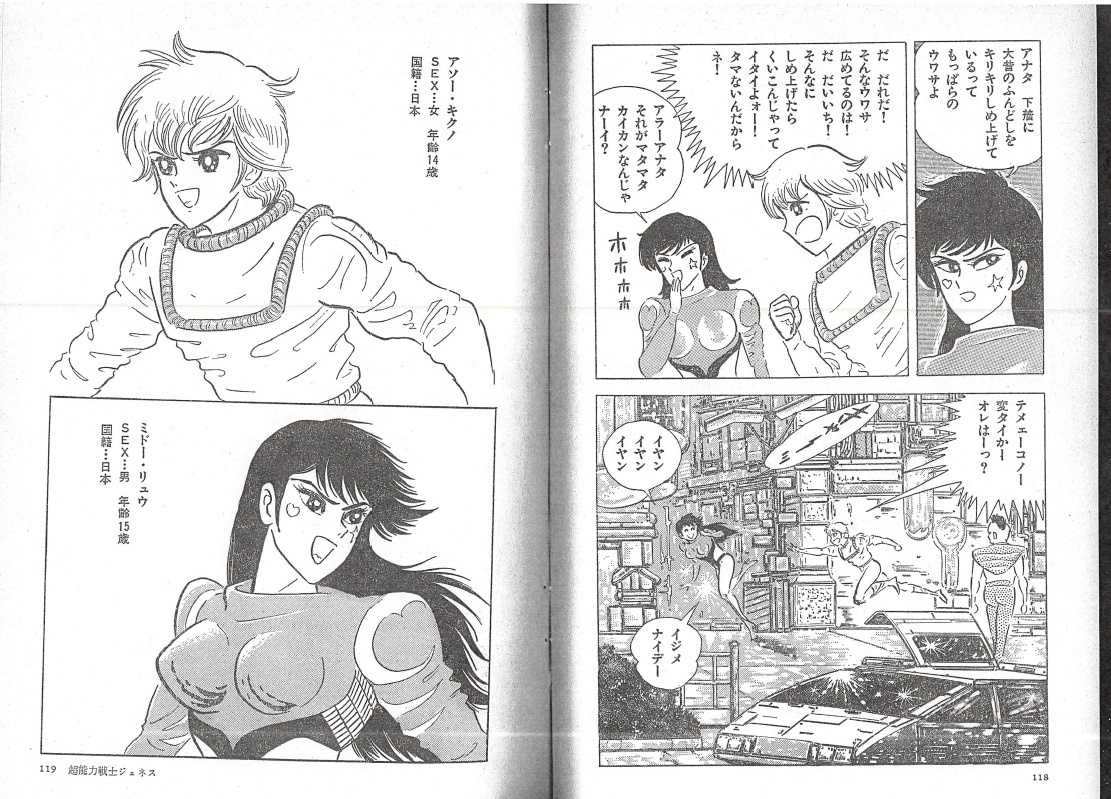 アナタ 下着に
大昔のふんどしを
キリキリしめ上げて
いるって
もっぱらの
ウワサよ
だ だれだ!
そんなウワサ
広めてるのは!
だ だいいち!
そんなに
しめ上げたら
くいこんじゃって
イタイよォー!
タマないんだから
ネ!
アラーアナタ
それがマタマタ
カイカンなんじゃ
ナーイ?
ホホホホ
テメェーコノー
変タイかー
オレはーっ?
イヤン
イヤン
イヤン
イジメ
ナイデー
118
アソー・キクノ
SEX…女 年齢14歳
国籍…日本
ミドー・リュウ
SEX…男 年齢15歳
国籍…日本
119 超能力戦士ジェネス